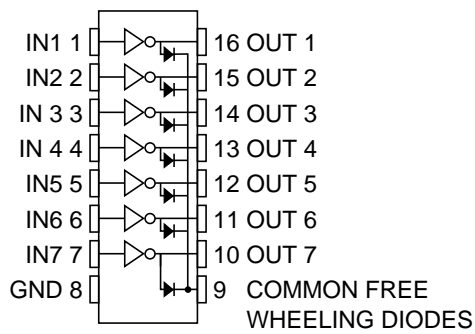 IN1 1 16 OUT 1
IN2 2 15 OUT 2
IN 3 3 14 OUT 3
IN 4 4 13 OUT 4
IN5 5 12 OUT 5
IN6 6 11 OUT 6
IN7 7 10 OUT 7
GND 8 9 COMMON FREE
WHEELING DIODES